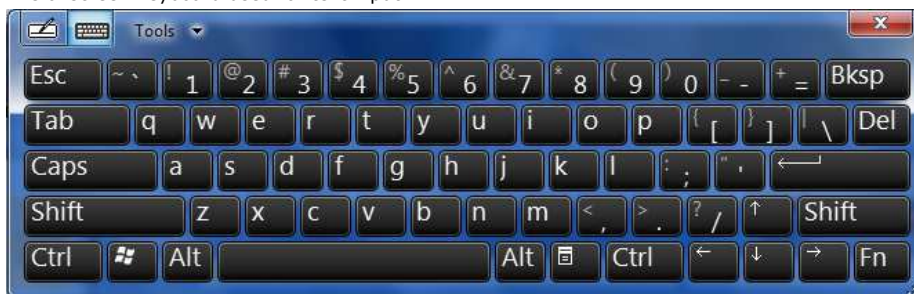 Tools
Esc ~ ` ! 1 @ 2 # 3 $ 4 % 5 ^ 6 & 7 * 8 ( 9 ) 0 _ - + = Bksp
Tab q w e r t y u i o p { [ } ] | \ Del
Caps a s d f g h j k l : ; " '
Shift z x c v b n m < , > . ? / ↑ Shift
Ctrl Alt Alt Ctrl ← ↓ → Fn